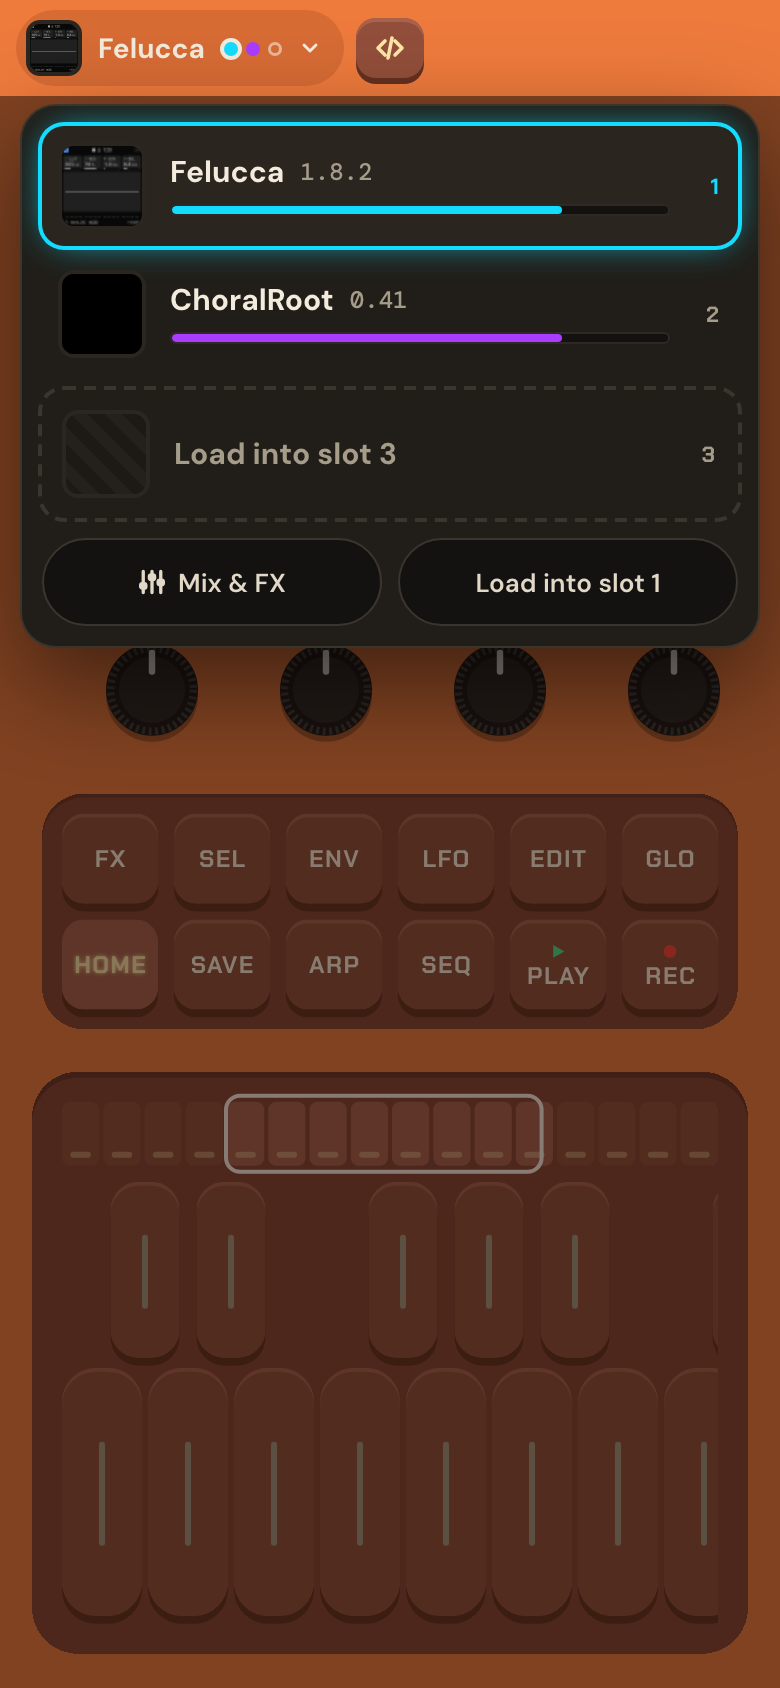 Felucca
Felucca 1.8.2
1
ChoralRoot 0.41
2
Load into slot 3
3
Mix & FX
Load into slot 1
FX SEL ENV LFO EDIT GLO
HOME SAVE ARP SEQ PLAY REC